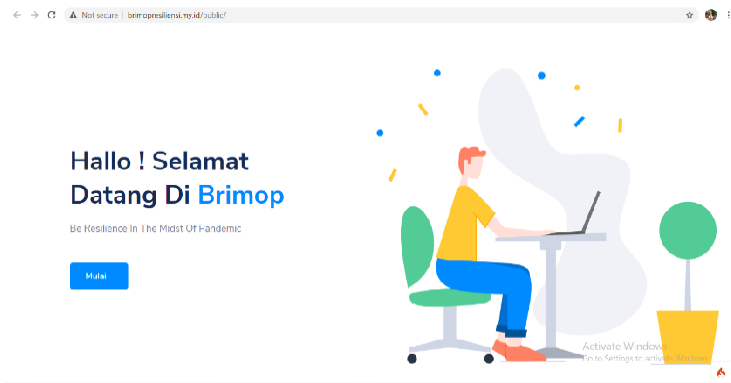 Not secure | brimopresiliensi.my.id/public/
Hallo ! Selamat
Datang Di Brimop
Be Resilience In The Midst Of Pandemic
Mulai
Activate Windows
Go to Settings to activate Windows.